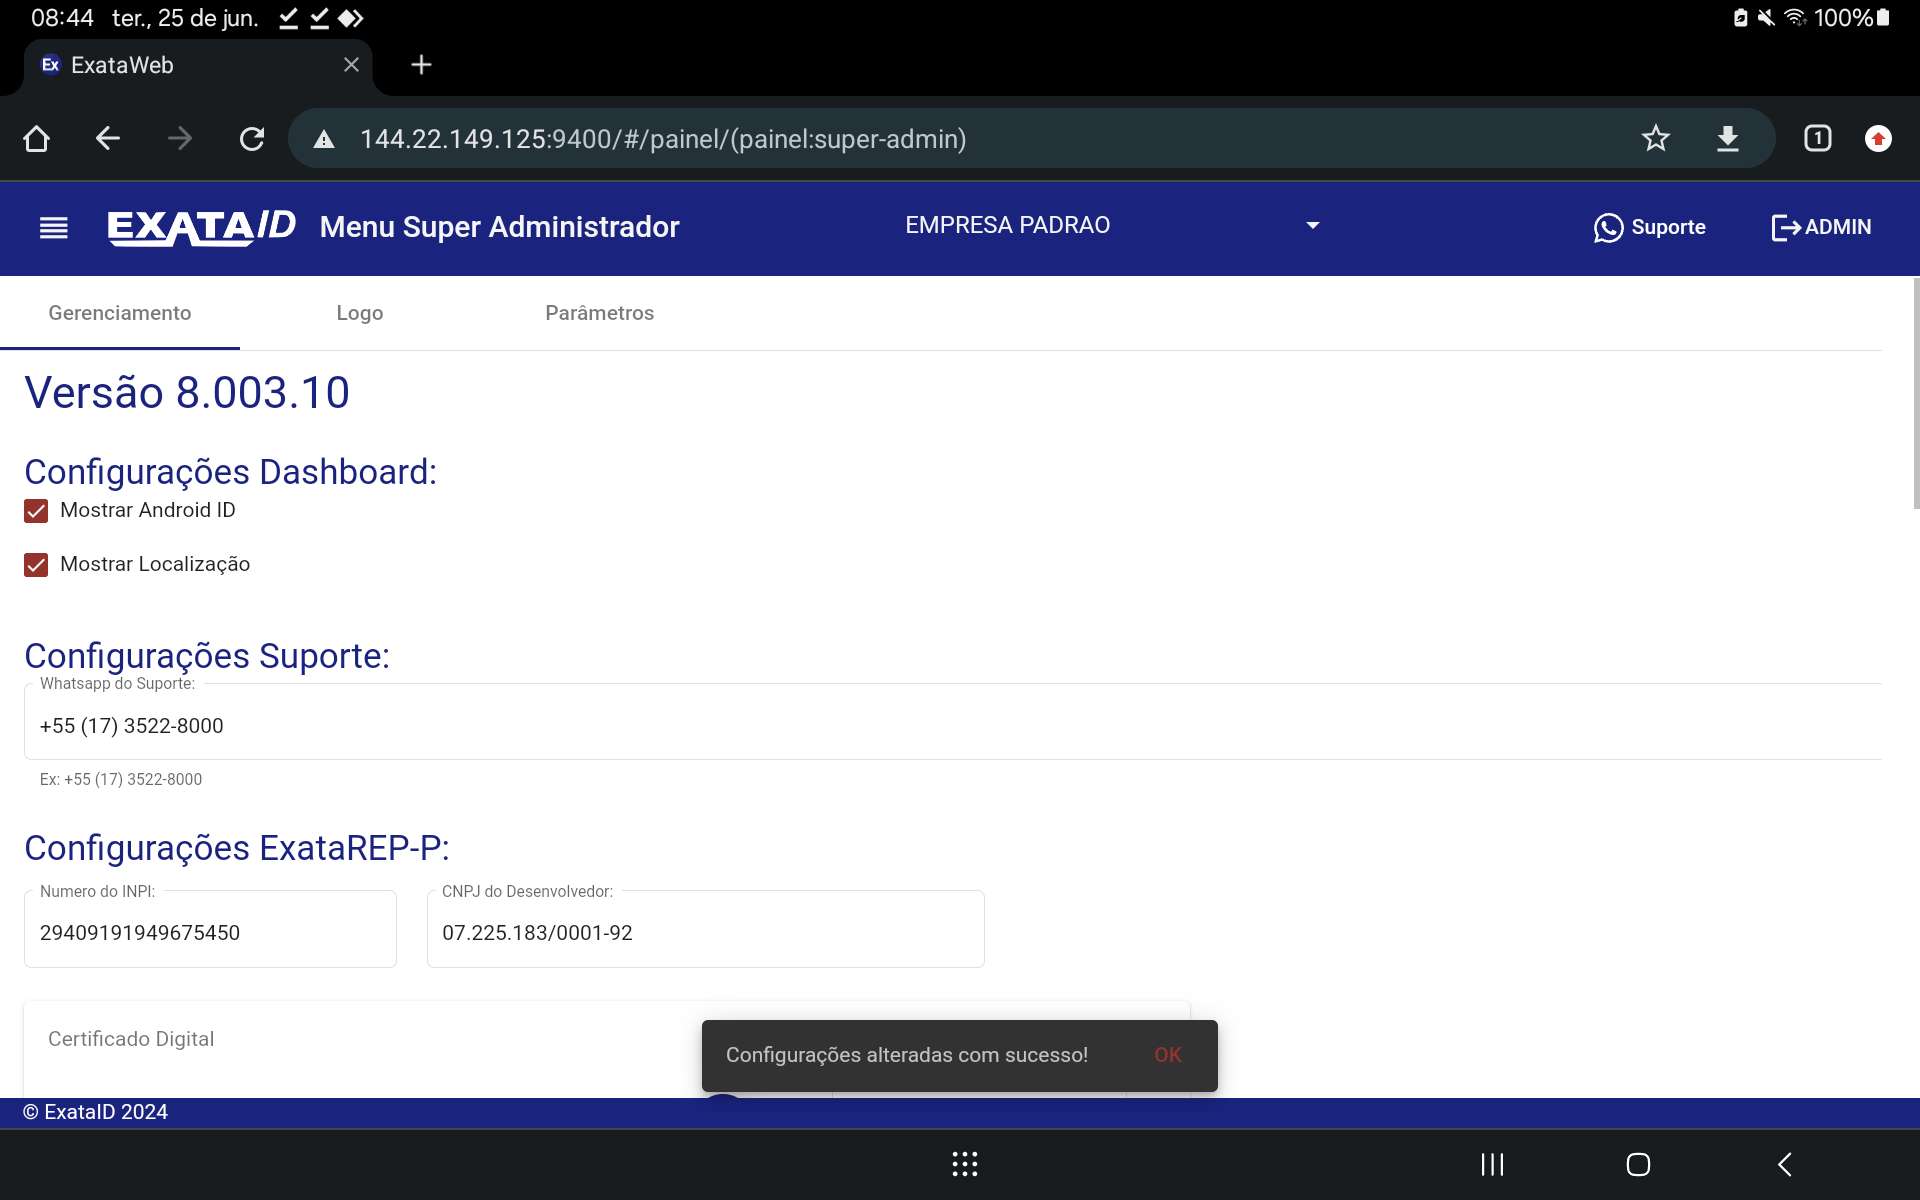 08:44 ter., 25 de jun. 100%
Ex ExataWeb
144.22.149.125:9400/#/painel/(painel:super-admin) 1
EXATAID Menu Super Administrador EMPRESA PADRAO Suporte ADMIN
Gerenciamento Logo Parâmetros
Versão 8.003.10
Configurações Dashboard:
Mostrar Android ID
Mostrar Localização
Configurações Suporte:
Whatsapp do Suporte:
+55 (17) 3522-8000
Ex: +55 (17) 3522-8000
Configurações ExataREP-P:
Numero do INPI: CNPJ do Desenvolvedor:
29409191949675450 07.225.183/0001-92
Certificado Digital
Configurações alteradas com sucesso! OK
© ExataID 2024